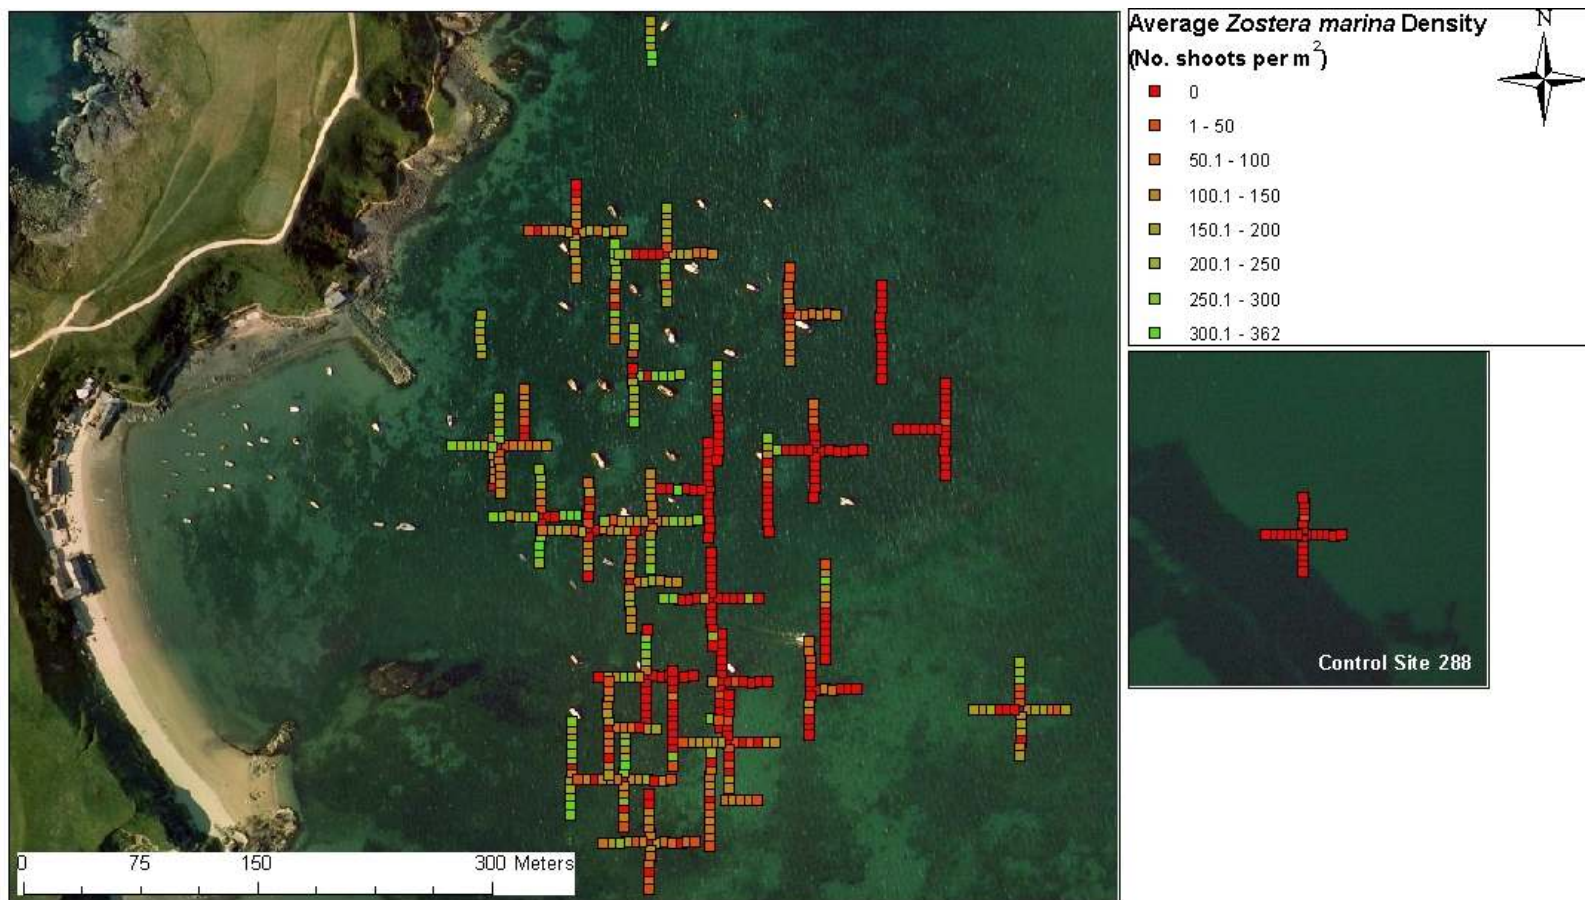 Average Zostera marina Density
(No. shoots per m²)
N
0
1 - 50
50.1 - 100
100.1 - 150
150.1 - 200
200.1 - 250
250.1 - 300
300.1 - 362
Control Site 288
0 75 150 300 Meters